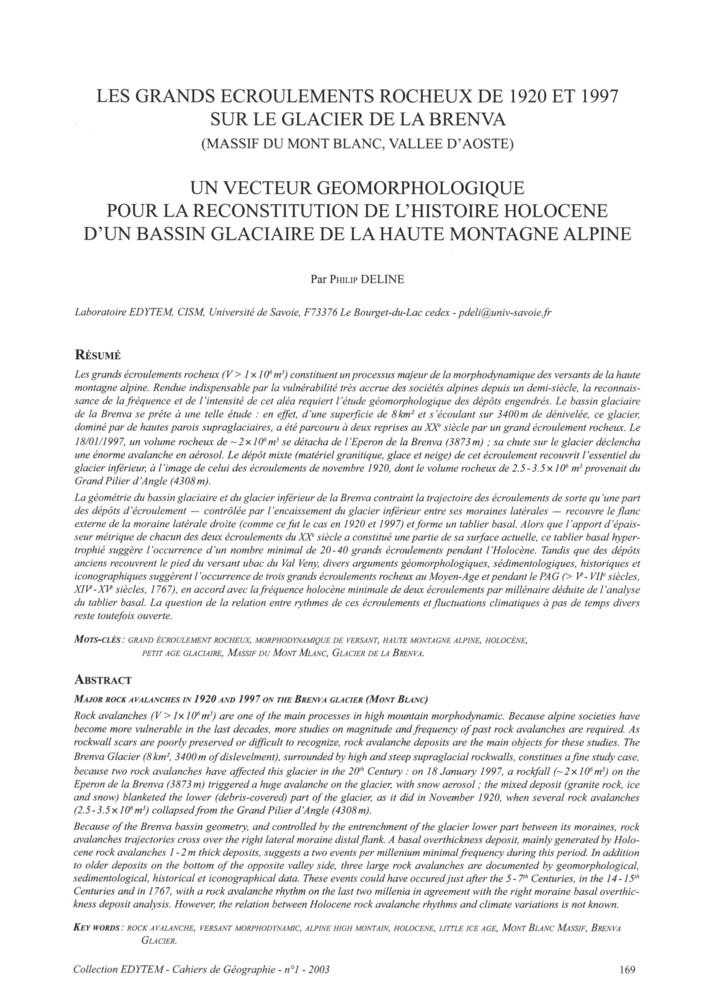 LES GRANDS ECROULEMENTS ROCHEUX DE 1920 ET 1997
SUR LE GLACIER DE LA BRENVA
(MASSIF DU MONT BLANC, VALLEE D'AOSTE)
UN VECTEUR GEOMORPHOLOGIQUE
POUR LA RECONSTITUTION DE L'HISTOIRE HOLOCENE
D'UN BASSIN GLACIAIRE DE LA HAUTE MONTAGNE ALPINE
Par PHILIP DELINE
Laboratoire EDYTEM, CISM, Université de Savoie, F73376 Le Bourget-du-Lac cedex - pdeli@univ-savoie.fr
RÉSUMÉ
Les grands écroulements rocheux (V > 1 × 10⁶ m³) constituent un processus majeur de la morphodynamique des versants de la haute
montagne alpine. Rendue indispensable par la vulnérabilité très accrue des sociétés alpines depuis un demi-siècle, la reconnais-
sance de la fréquence et de l'intensité de cet aléa requiert l'étude géomorphologique des dépôts engendrés. Le bassin glaciaire
de la Brenva se prête à une telle étude : en effet, d'une superficie de 8 km² et s'écoulant sur 3400 m de dénivelée, ce glacier,
dominé par de hautes parois supraglaciales, a été parcouru à deux reprises au XXᵉ siècle par un grand écroulement rocheux. Le
18/01/1997, un volume rocheux de ~ 2 × 10⁶ m³ se détacha de l'Eperon de la Brenva (3873 m) ; sa chute sur le glacier déclencha
une énorme avalanche en aérosol. Le dépôt mixte (matériel granitique, glace et neige) de cet écroulement recouvrit l'essentiel du
glacier inférieur, à l'image de celui des écroulements de novembre 1920, dont le volume rocheux de 2.5 - 3.5 × 10⁶ m³ provenait du
Grand Pilier d'Angle (4308 m).
La géométrie du bassin glaciaire et du glacier inférieur de la Brenva contraint la trajectoire des écroulements de sorte qu'une part
des dépôts d'écroulement — contrôlée par l'encaissement du glacier inférieur entre ses moraines latérales — recouvre le flanc
externe de la moraine latérale droite (comme ce fut le cas en 1920 et 1997) et forme un tablier basal. Alors que l'apport d'épais-
seur métrique de chacun des deux écroulements du XXᵉ siècle a constitué une partie de sa surface actuelle, ce tablier basal hyper-
trophié suggère l'occurrence d'un nombre minimal de 20 - 40 grands écroulements pendant l'Holocène. Tandis que des dépôts
anciens recouvrent le pied du versant ubac du Val Veny, divers arguments géomorphologiques, sédimentologiques, historiques et
iconographiques suggèrent l'occurrence de trois grands écroulements rocheux au Moyen-Age et pendant le PAG (> Vᵉ - VIIᵉ siècles,
XIVᵉ - XVᵉ siècles, 1767), en accord avec la fréquence holocène minimale de deux écroulements par millénaire déduite de l'analyse
du tablier basal. La question de la relation entre rythmes de ces écroulements et fluctuations climatiques à pas de temps divers
reste toutefois ouverte.
MOTS-CLÉS : GRAND ÉCROULEMENT ROCHEUX, MORPHODYNAMIQUE DE VERSANT, HAUTE MONTAGNE ALPINE, HOLOCÈNE,
PETIT AGE GLACIAIRE, MASSIF DU MONT MLANC, GLACIER DE LA BRENVA.
ABSTRACT
MAJOR ROCK AVALANCHES IN 1920 AND 1997 ON THE BRENVA GLACIER (MONT BLANC)
Rock avalanches (V > 1× 10⁶ m³) are one of the main processes in high mountain morphodynamic. Because alpine societies have
become more vulnerable in the last decades, more studies on magnitude and frequency of past rock avalanches are required. As
rockwall scars are poorly preserved or difficult to recognize, rock avalanche deposits are the main objects for these studies. The
Brenva Glacier (8 km², 3400 m of dislevelment), surrounded by high and steep supraglacial rockwalls, constitutes a fine study case,
because two rock avalanches have affected this glacier in the 20ᵗʰ Century : on 18 January 1997, a rockfall (~ 2 × 10⁶ m³) on the
Eperon de la Brenva (3873 m) triggered a huge avalanche on the glacier, with snow aerosol ; the mixed deposit (granite rock, ice
and snow) blanketed the lower (debris-covered) part of the glacier, as it did in November 1920, when several rock avalanches
(2.5 - 3.5 × 10⁶ m³) collapsed from the Grand Pilier d'Angle (4308 m).
Because of the Brenva basin geometry, and controlled by the entrenchment of the glacier lower part between its moraines, rock
avalanches trajectories cross over the right lateral moraine distal flank. A basal overthickness deposit, mainly generated by Holo-
cene rock avalanches 1 - 2 m thick deposits, suggests a two events per millenium minimal frequency during this period. In addition
to older deposits on the bottom of the opposite valley side, three large rock avalanches are documented by geomorphological,
sedimentological, historical et iconographical data. These events could have occured just after the 5 - 7ᵗʰ Centuries, in the 14 - 15ᵗʰ
Centuries and in 1767, with a rock avalanche rhythm on the last two millenia in agreement with the right moraine basal overthic-
kness deposit analysis. However, the relation between Holocene rock avalanche rhythms and climate variations is not known.
KEY WORDS : ROCK AVALANCHE, VERSANT MORPHODYNAMIC, ALPINE HIGH MONTAIN, HOLOCENE, LITTLE ICE AGE, MONT BLANC MASSIF, BRENVA
GLACIER.
Collection EDYTEM - Cahiers de Géographie - n°1 - 2003 169